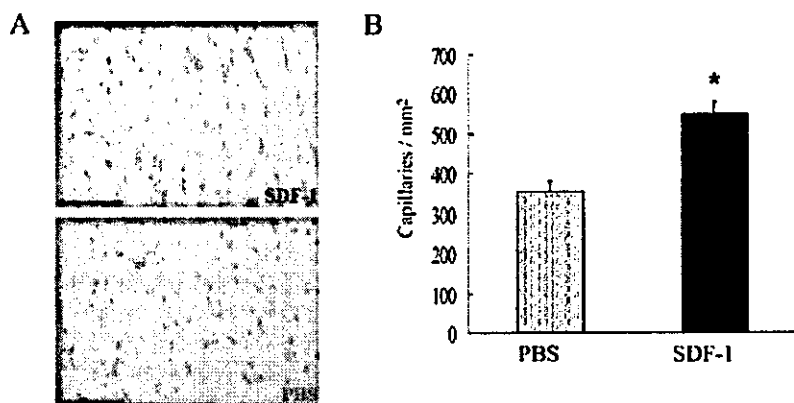 A
SDF-1
PBS
B
Capillaries / mm²
700
600
500
400
300
200
100
0
*
PBS
SDF-1